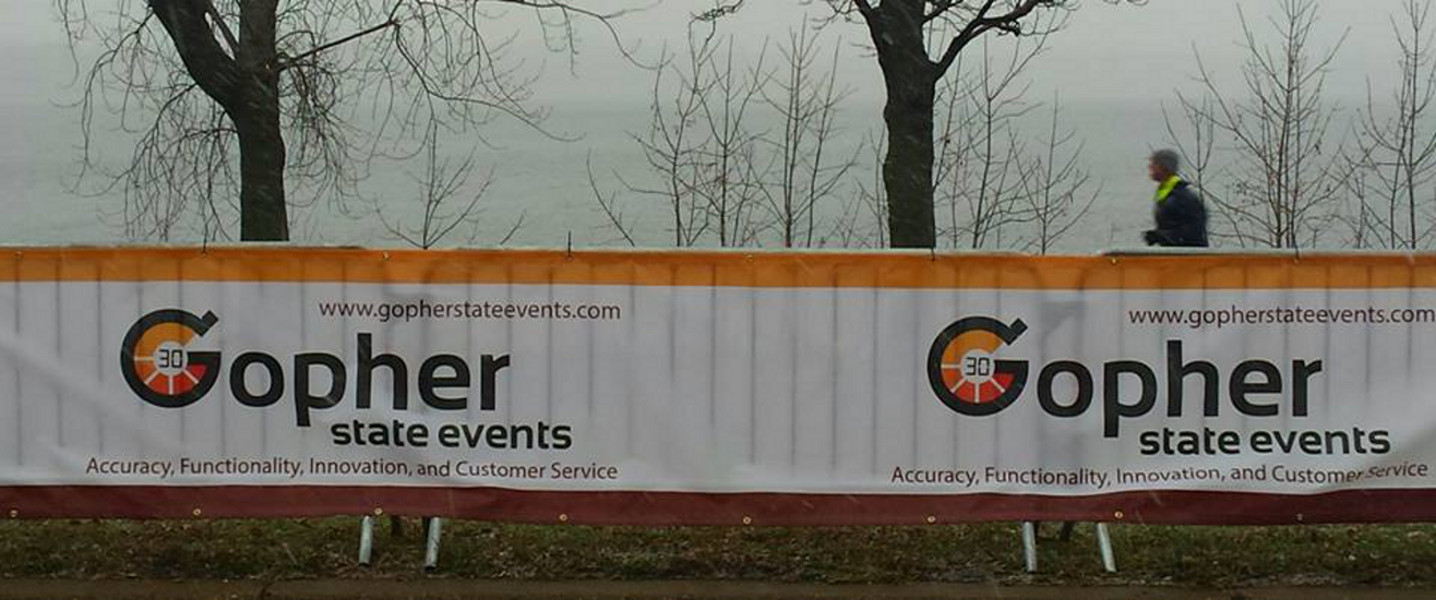 www.gopherstateevents.com
30
Gopher
state events
Accuracy, Functionality, Innovation, and Customer Service
www.gopherstateevents.com
30
Gopher
state events
Accuracy, Functionality, Innovation, and Customer Service